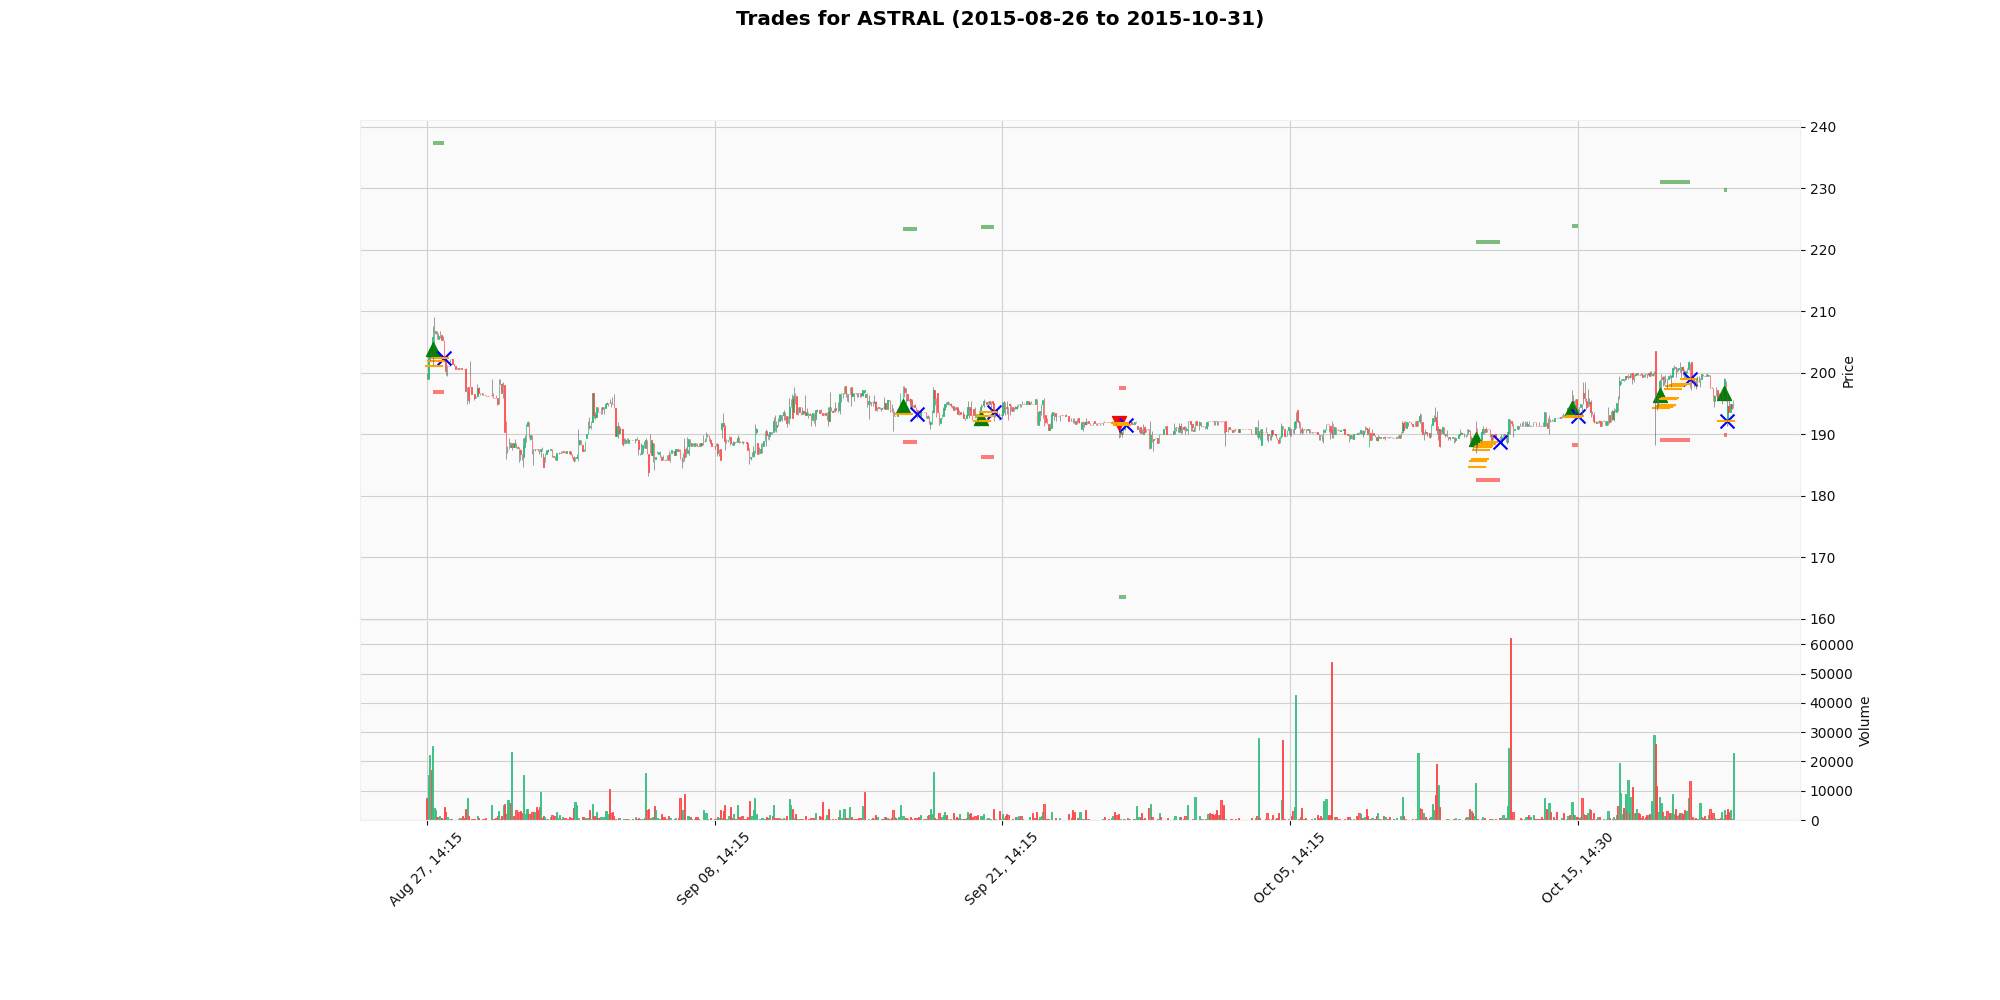 Trades for ASTRAL (2015-08-26 to 2015-10-31)
240
230
220
210
200
190
180
170
160
Price
60000
50000
40000
30000
20000
10000
0
Volume
Aug 27, 14:15
Sep 08, 14:15
Sep 21, 14:15
Oct 05, 14:15
Oct 15, 14:30